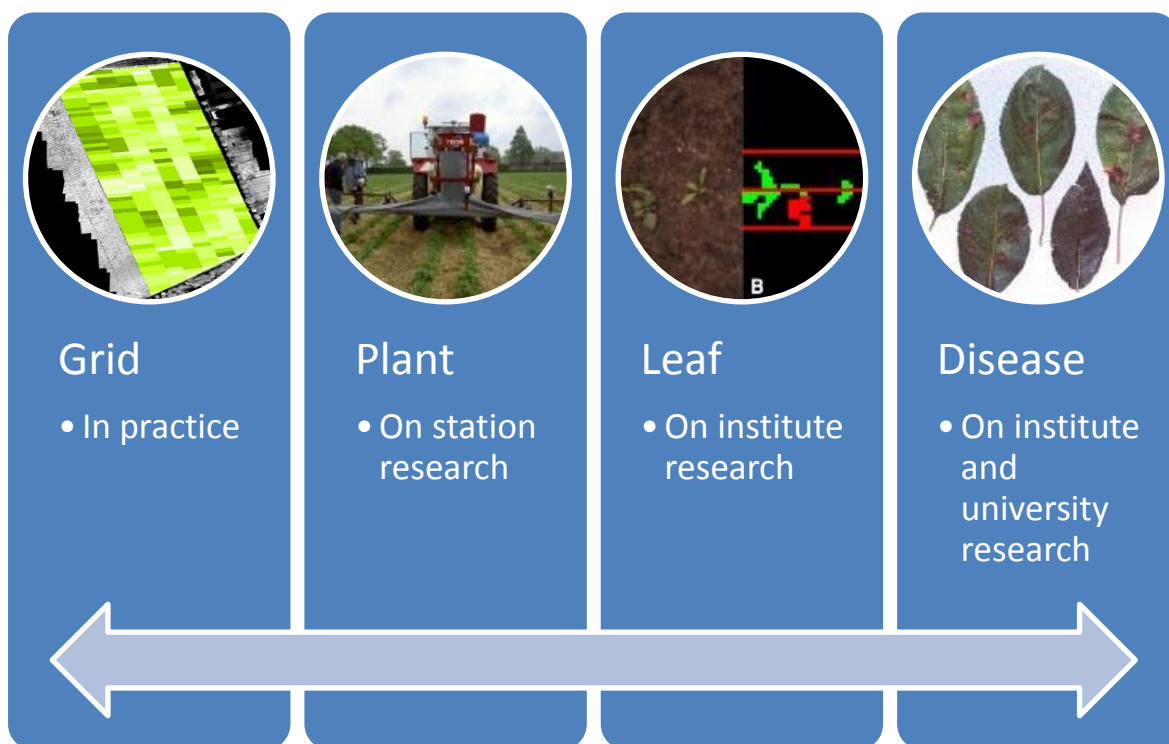 Grid
• In practice
Plant
• On station
research
Leaf
• On institute
research
Disease
• On institute
and
university
research
B